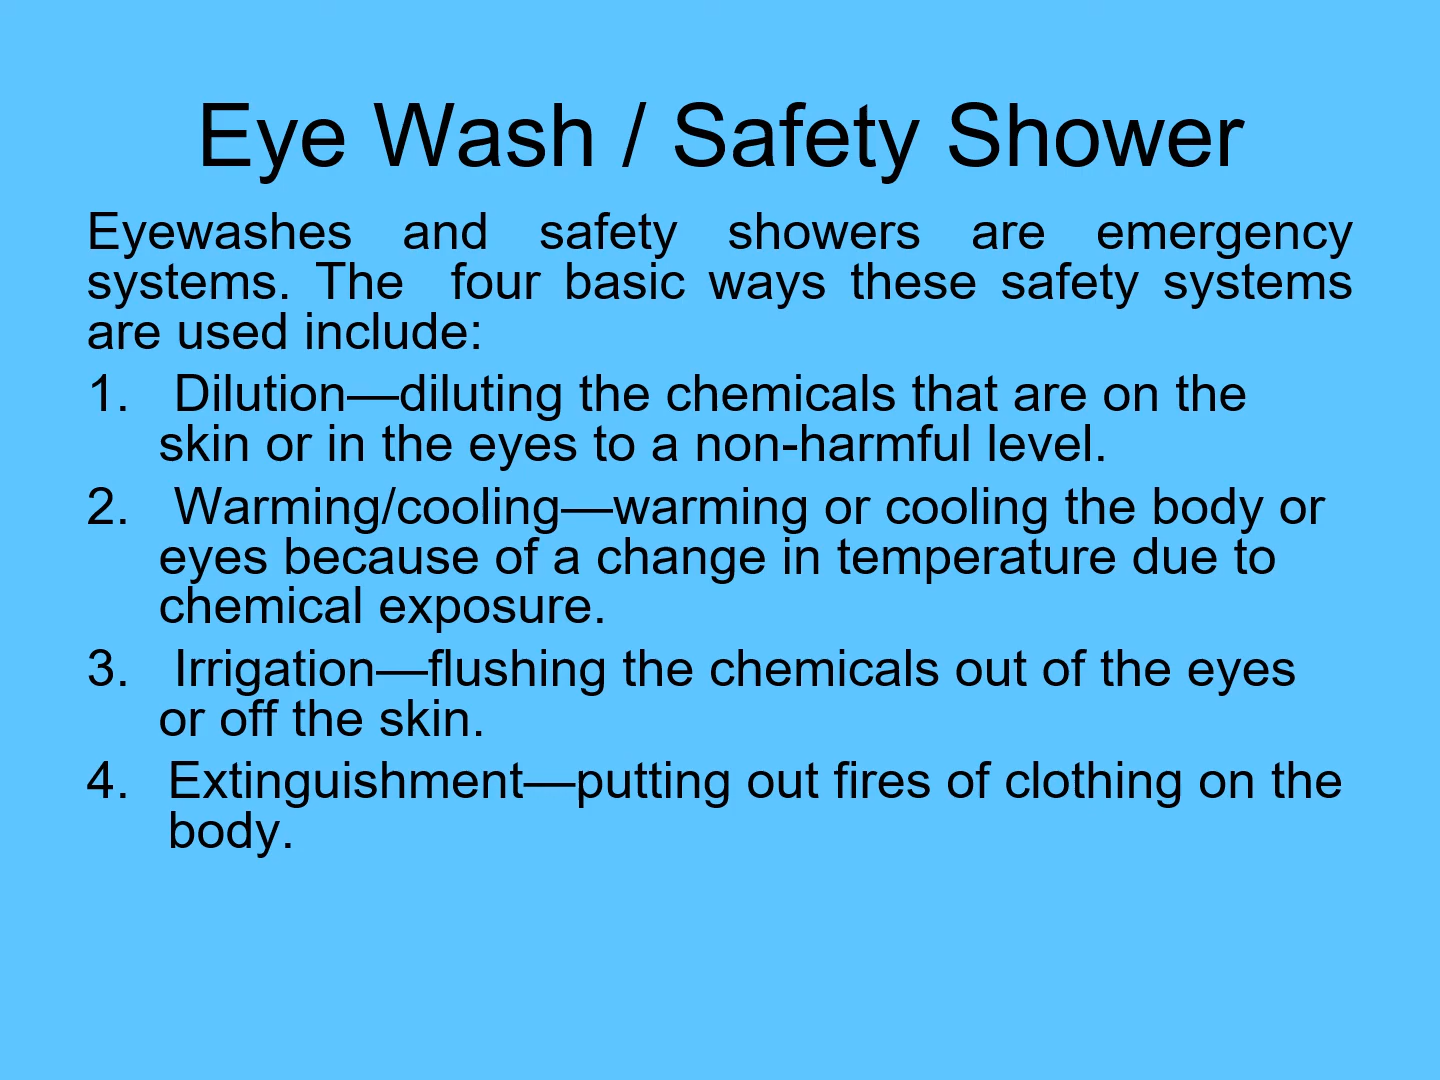 Eye Wash / Safety Shower
Eyewashes and safety showers are emergency
systems. The four basic ways these safety systems
are used include:
1. Dilution—diluting the chemicals that are on the
skin or in the eyes to a non-harmful level.
2. Warming/cooling—warming or cooling the body or
eyes because of a change in temperature due to
chemical exposure.
3. Irrigation—flushing the chemicals out of the eyes
or off the skin.
4. Extinguishment—putting out fires of clothing on the
body.